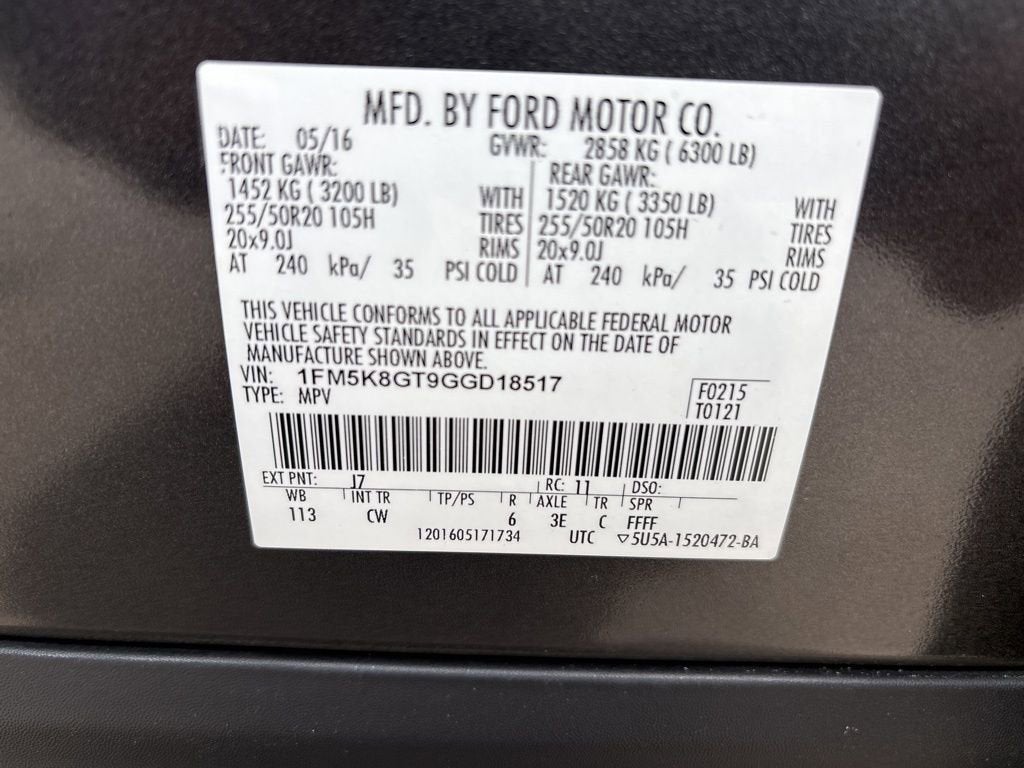 MFD. BY FORD MOTOR CO.
DATE: 05/16 GVWR: 2858 KG ( 6300 LB)
FRONT GAWR: REAR GAWR:
1452 KG ( 3200 LB) WITH 1520 KG ( 3350 LB) WITH
255/50R20 105H TIRES 255/50R20 105H TIRES
20x9.0J RIMS 20x9.0J RIMS
AT 240 kPa/ 35 PSI COLD AT 240 kPa/ 35 PSI COLD
THIS VEHICLE CONFORMS TO ALL APPLICABLE FEDERAL MOTOR
VEHICLE SAFETY STANDARDS IN EFFECT ON THE DATE OF
MANUFACTURE SHOWN ABOVE.
VIN: 1FM5K8GT9GGD18517 F0215
TYPE: MPV T0121
EXT PNT: J7 RC: 11 DSO:
WB INT TR TP/PS R AXLE TR SPR
113 CW 6 3E C FFFF
1201605171734 UTC ▽5U5A-1520472-BA